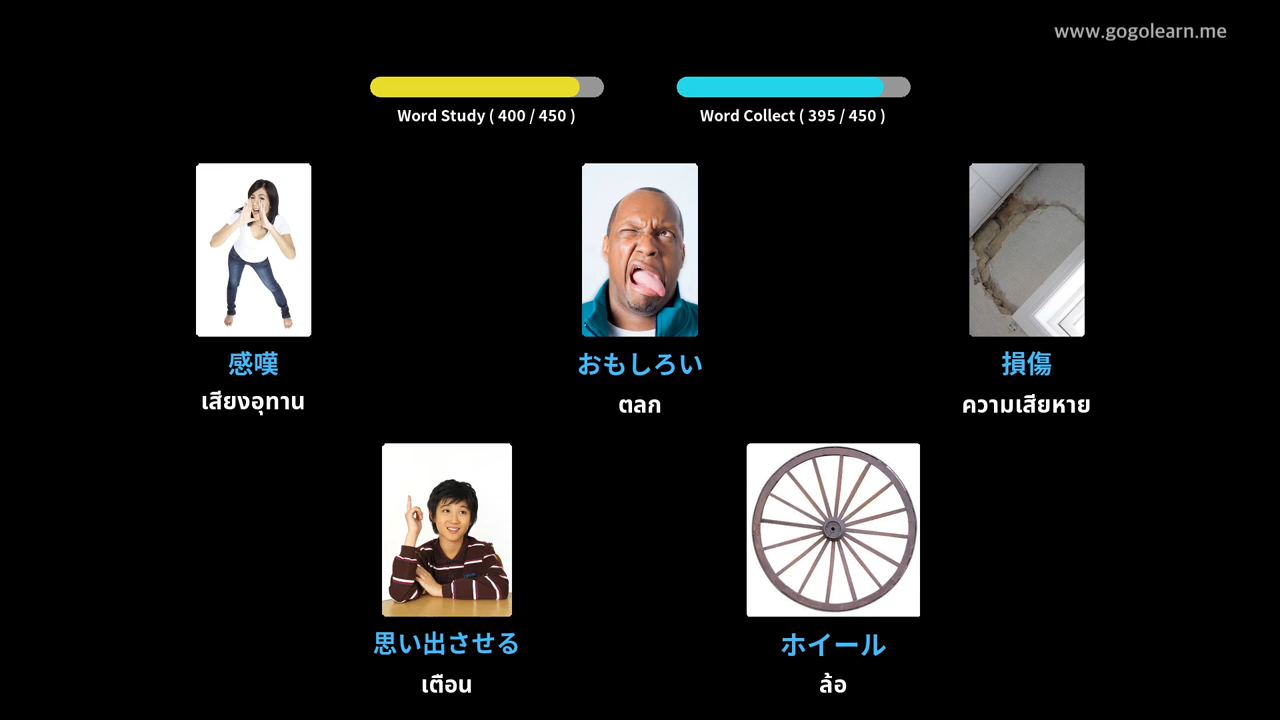 www.gogolearn.me
Word Study ( 400 / 450 )
Word Collect ( 395 / 450 )
感嘆
おもしろい
損傷
เสียงอุทาน
ตลก
ความเสียหาย
思い出させる
ホイール
เตือน
ล้อ